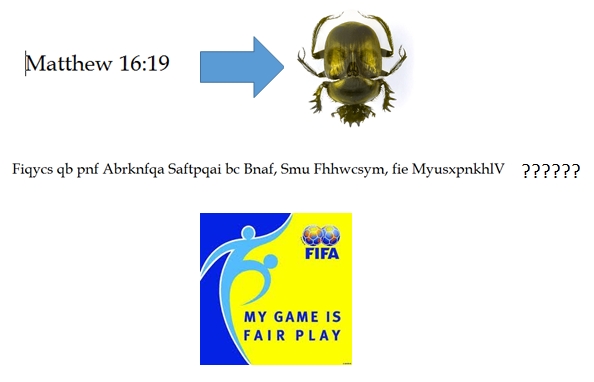 Matthew 16:19
Fiqycs qb pnf Abrknfqa Saftpqai bc Bnaf, Smu Fhhwcsym, fie MyusxpnkhlV ??????
FIFA
MY GAME IS
FAIR PLAY